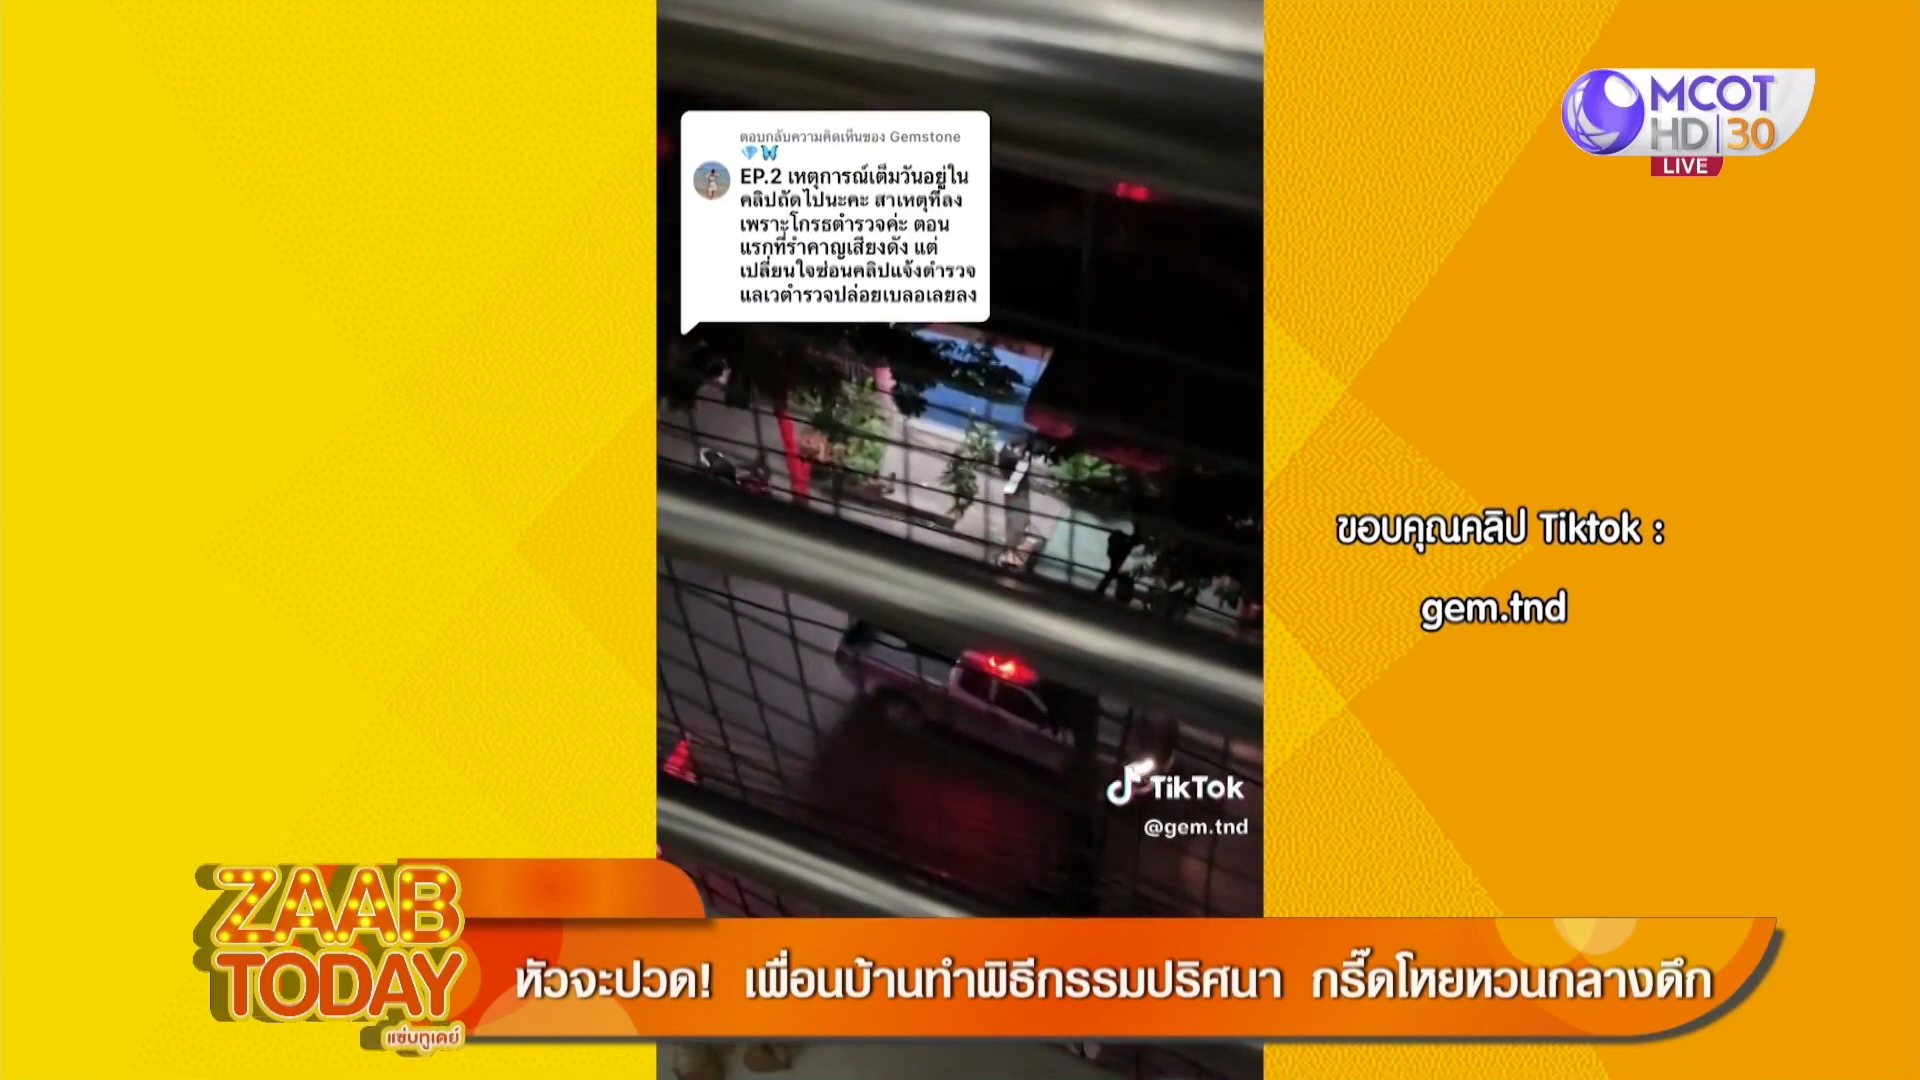 MCOT
HD 30
LIVE
ตอบกลับความคิดเห็นของ Gemstone
EP.2 เหตุการณ์เต็มวันอยู่ใน
คลิปถัดไปนะคะ สาเหตุที่ลง
เพราะโกรธตำรวจค่ะ ตอน
แรกที่รำคาญเสียงดัง แต่
เปลี่ยนใจซ่อนคลิปแจ้งตำรวจ
แลเวตำรวจปล่อยเบลอเลยลง
ขอบคุณคลิป Tiktok :
gem.tnd
TikTok
@gem.tnd
ZAAB
TODAY
แซ่บทูเดย์
หัวจะปวด! เพื่อนบ้านทำพิธีกรรมปริศนา กรี๊ดโหยหวนกลางดึก